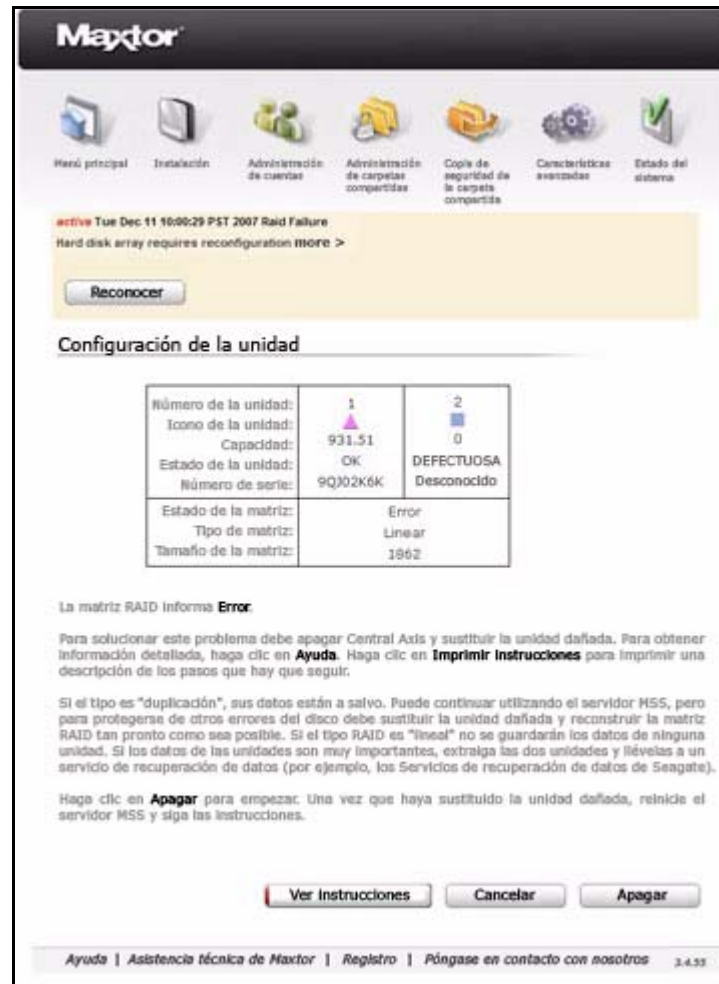 Maxtor
Menú principal
Instalación
Administración de cuentas
Administración de carpetas compartidas
Copia de seguridad de la carpeta compartida
Características avanzadas
Estado del sistema
active Tue Dec 11 10:00:29 PST 2007 Raid Failure
Hard disk array requires reconfiguration more >
Reconocer
Configuración de la unidad
Número de la unidad: 1 2
Icono de la unidad:
Capacidad: 931.51 0
Estado de la unidad: OK DEFECTUOSA
Número de serie: 9QJ02K6K Desconocido
Estado de la matriz: Error
Tipo de matriz: Linear
Tamaño de la matriz: 1862
La matriz RAID informa Error.
Para solucionar este problema debe apagar Central Axis y sustituir la unidad dañada. Para obtener
información detallada, haga clic en Ayuda. Haga clic en Imprimir instrucciones para imprimir una
descripción de los pasos que hay que seguir.
Si el tipo es "duplicación", sus datos están a salvo. Puede continuar utilizando el servidor MSS, pero
para protegerse de otros errores del disco debe sustituir la unidad dañada y reconstruir la matriz
RAID tan pronto como sea posible. Si el tipo RAID es "lineal" no se guardarán los datos de ninguna
unidad. Si los datos de las unidades son muy importantes, extraiga las dos unidades y llévelas a un
servicio de recuperación de datos (por ejemplo, los Servicios de recuperación de datos de Seagate).
Haga clic en Apagar para empezar. Una vez que haya sustituido la unidad dañada, reinicie el
servidor MSS y siga las instrucciones.
Ver instrucciones
Cancelar
Apagar
Ayuda | Asistencia técnica de Maxtor | Registro | Póngase en contacto con nosotros 3.4.55